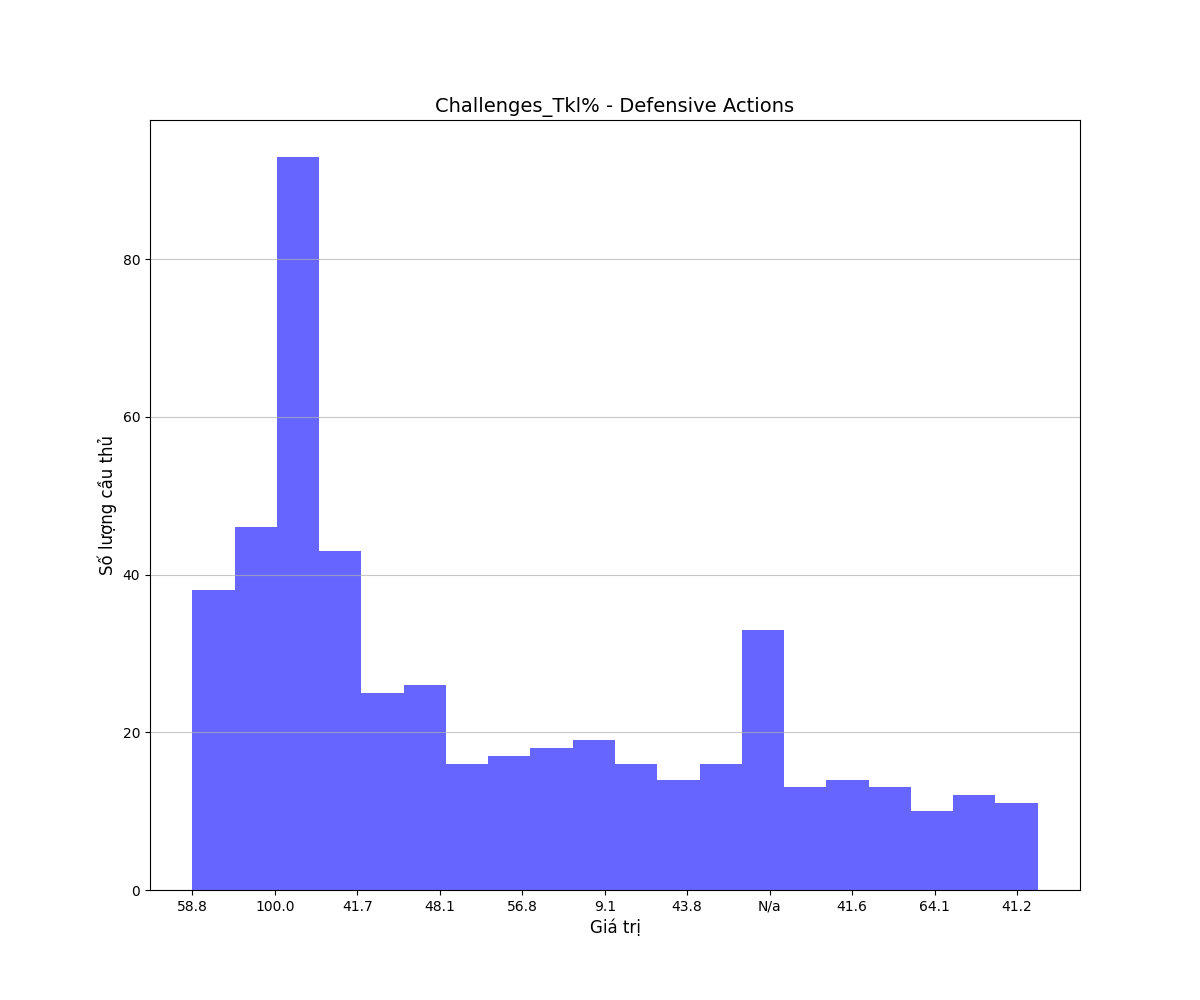 Challenges_Tkl% - Defensive Actions
Số lượng cầu thủ
80
60
40
20
0
58.8 100.0 41.7 48.1 56.8 9.1 43.8 N/a 41.6 64.1 41.2
Giá trị